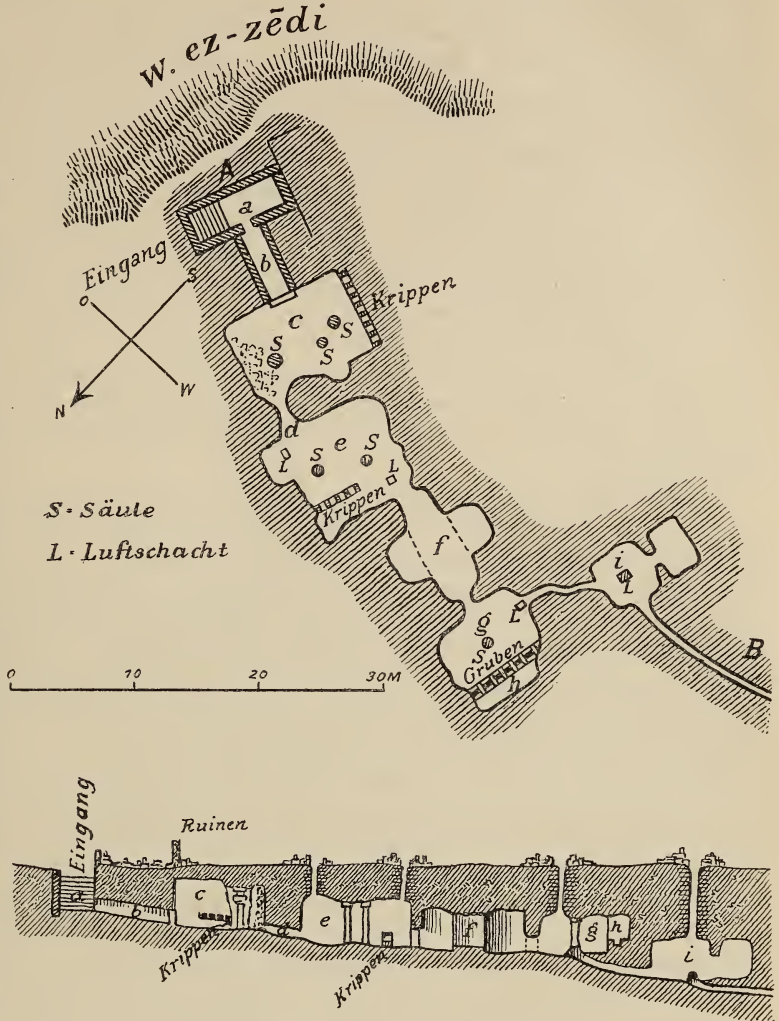 W. ez-zēdi
A
a
Eingang
b
S
O
N
W
Krippen
c
S
S
S
d
e
S
S
L
L
Krippen
S = Säule
L = Luftschacht
f
i
L
g
L
S
Gruben
h
B
0 10 20 30M
Eingang
Ruinen
a
b
c
Krippen
d
e
Krippen
f
g
h
i